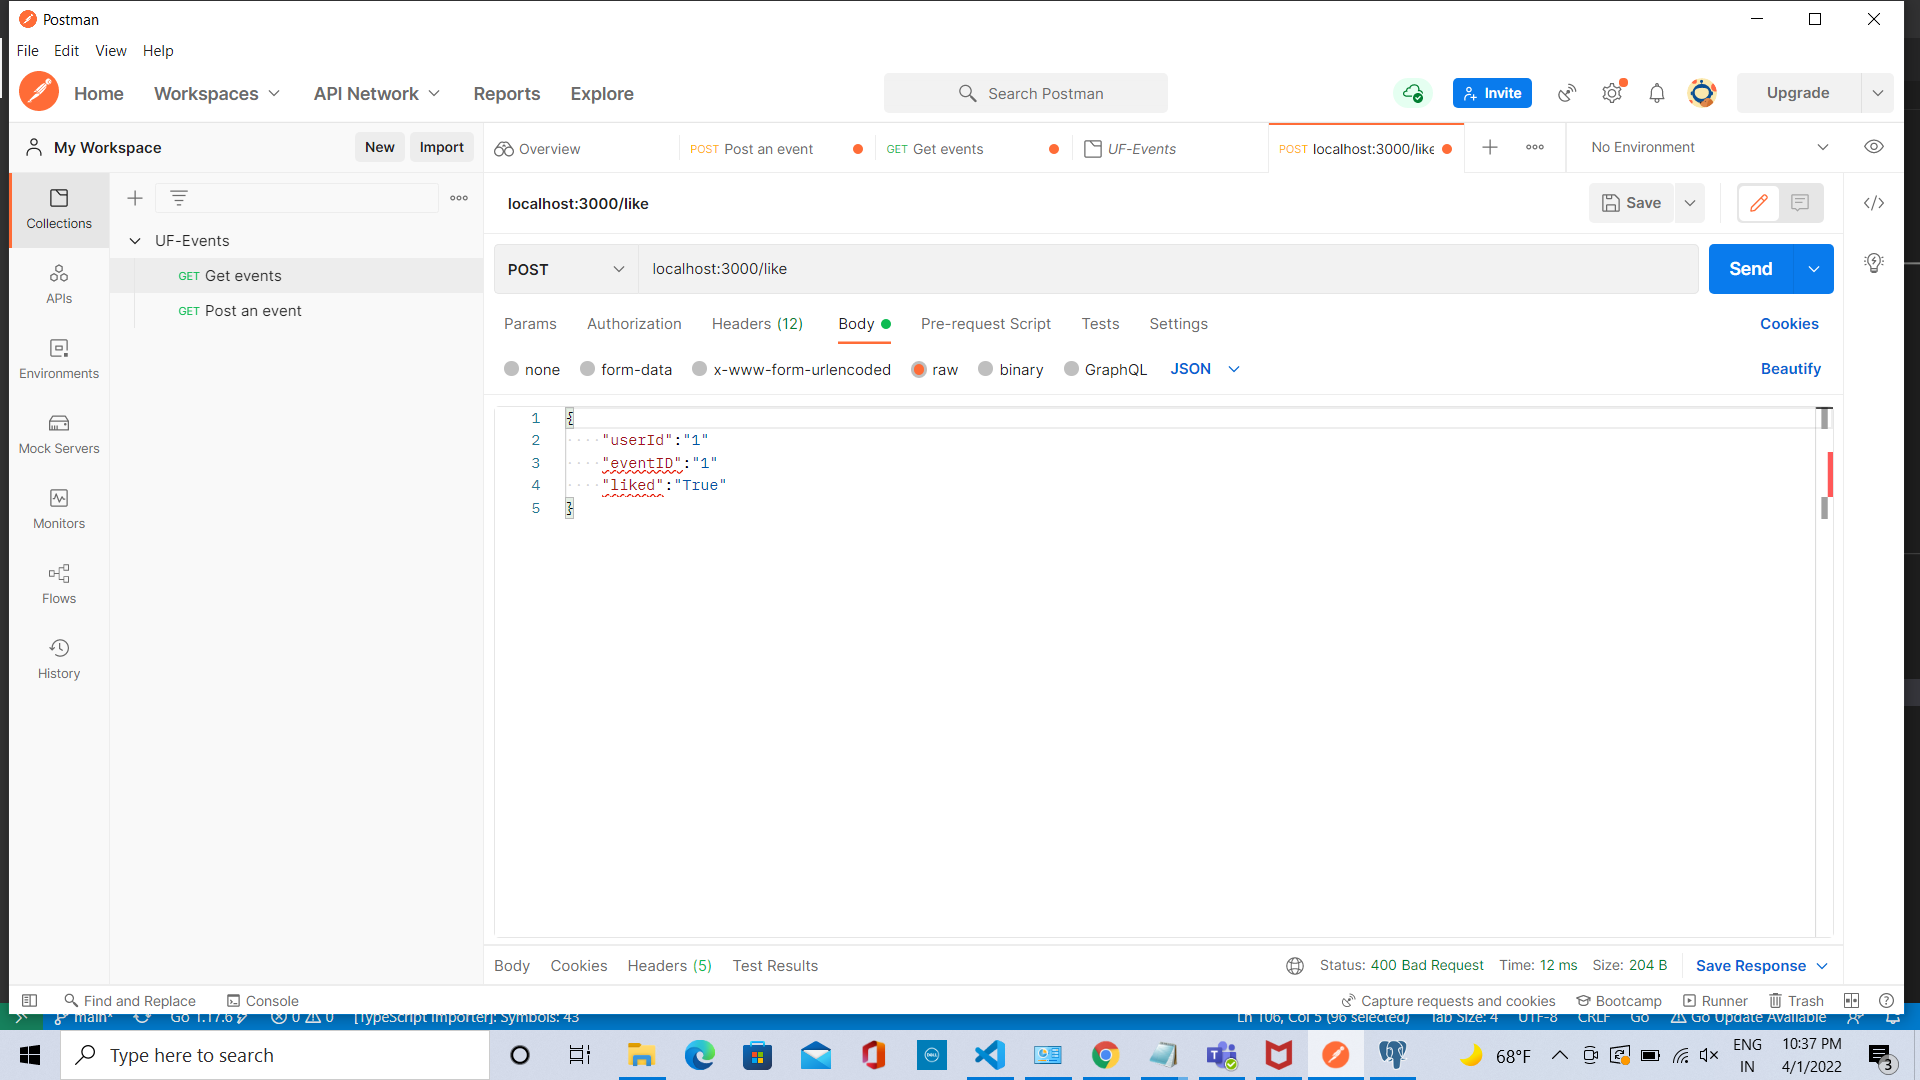 Postman
File Edit View Help
Home Workspaces API Network Reports Explore Search Postman Invite Upgrade
My Workspace New Import Overview POST Post an event GET Get events UF-Events POST localhost:3000/like No Environment
Collections
UF-Events
GET Get events
GET Post an event
APIs
Environments
Mock Servers
Monitors
Flows
History
localhost:3000/like Save
POST localhost:3000/like Send
Params Authorization Headers (12) Body Pre-request Script Tests Settings Cookies
none form-data x-www-form-urlencoded raw binary GraphQL JSON Beautify
1 {
2 "userId":"1"
3 "eventID":"1"
4 "liked":"True"
5 }
Body Cookies Headers (5) Test Results Status: 400 Bad Request Time: 12 ms Size: 204 B Save Response
Find and Replace Console Capture requests and cookies Bootcamp Runner Trash
main* Go 1.17.6 0 0 [TypeScript Importer]: Symbols: 43 Ln 106, Col 5 (96 selected) Tab Size: 4 UTF-8 CRLF Go Go Update Available
Type here to search DELL 68°F ENG IN 10:37 PM 4/1/2022 3